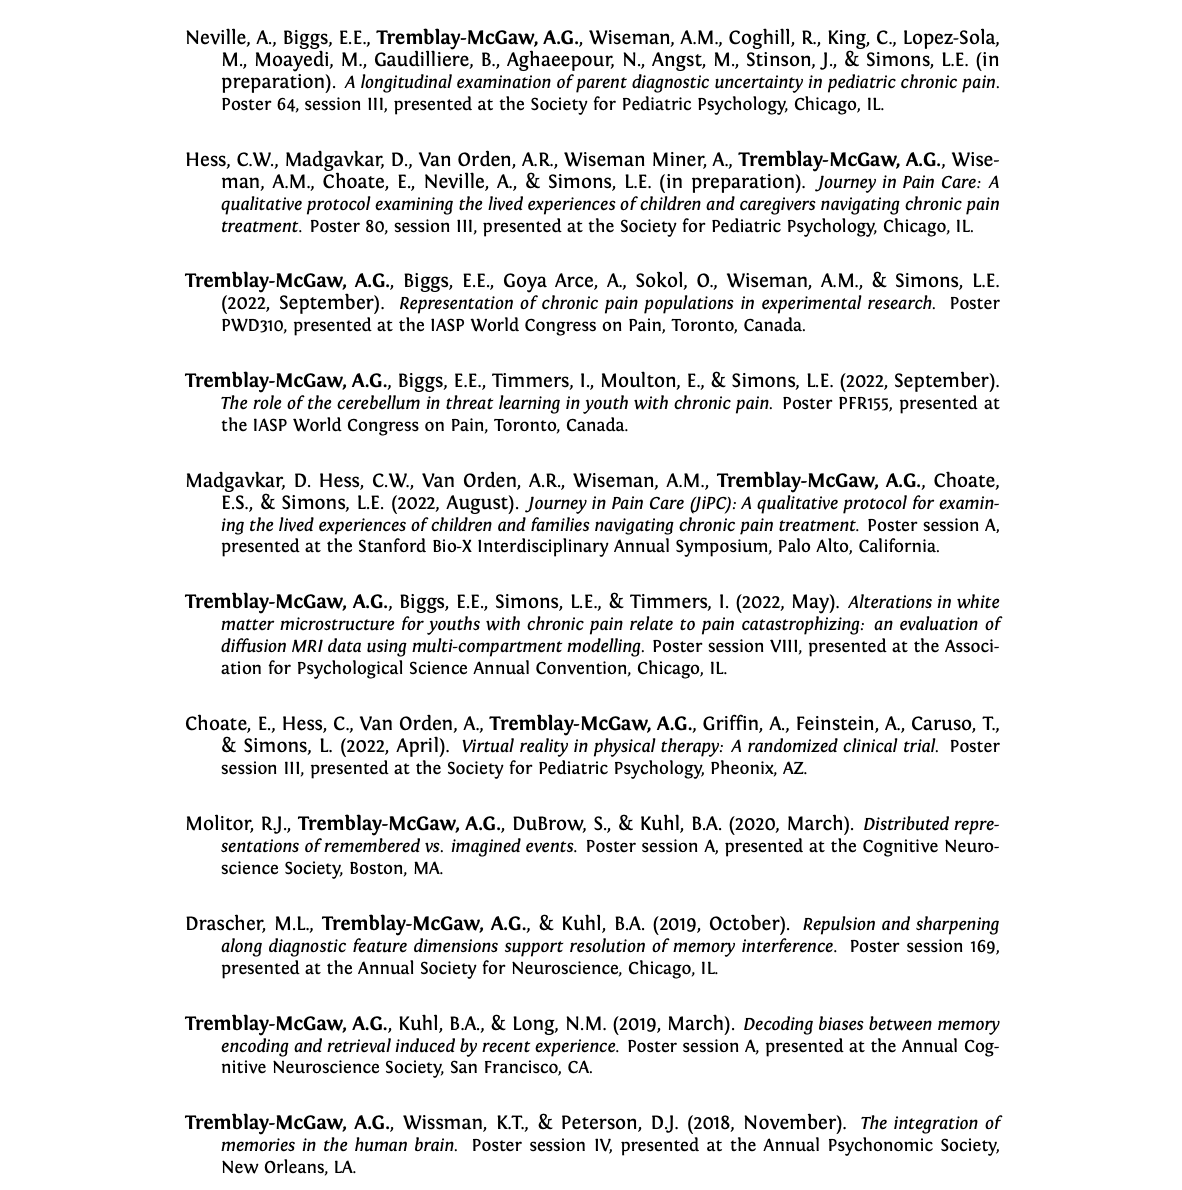 Neville, A., Biggs, E.E., Tremblay-McGaw, A.G., Wiseman, A.M., Coghill, R., King, C., Lopez-Sola,
M., Moayedi, M., Gaudilliere, B., Aghaeepour, N., Angst, M., Stinson, J., & Simons, L.E. (in
preparation). A longitudinal examination of parent diagnostic uncertainty in pediatric chronic pain.
Poster 64, session III, presented at the Society for Pediatric Psychology, Chicago, IL.
Hess, C.W., Madgavkar, D., Van Orden, A.R., Wiseman Miner, A., Tremblay-McGaw, A.G., Wise-
man, A.M., Choate, E., Neville, A., & Simons, L.E. (in preparation). Journey in Pain Care: A
qualitative protocol examining the lived experiences of children and caregivers navigating chronic pain
treatment. Poster 80, session III, presented at the Society for Pediatric Psychology, Chicago, IL.
Tremblay-McGaw, A.G., Biggs, E.E., Goya Arce, A., Sokol, O., Wiseman, A.M., & Simons, L.E.
(2022, September). Representation of chronic pain populations in experimental research. Poster
PWD310, presented at the IASP World Congress on Pain, Toronto, Canada.
Tremblay-McGaw, A.G., Biggs, E.E., Timmers, I., Moulton, E., & Simons, L.E. (2022, September).
The role of the cerebellum in threat learning in youth with chronic pain. Poster PFR155, presented at
the IASP World Congress on Pain, Toronto, Canada.
Madgavkar, D. Hess, C.W., Van Orden, A.R., Wiseman, A.M., Tremblay-McGaw, A.G., Choate,
E.S., & Simons, L.E. (2022, August). Journey in Pain Care (JiPC): A qualitative protocol for examin-
ing the lived experiences of children and families navigating chronic pain treatment. Poster session A,
presented at the Stanford Bio-X Interdisciplinary Annual Symposium, Palo Alto, California.
Tremblay-McGaw, A.G., Biggs, E.E., Simons, L.E., & Timmers, I. (2022, May). Alterations in white
matter microstructure for youths with chronic pain relate to pain catastrophizing: an evaluation of
diffusion MRI data using multi-compartment modelling. Poster session VIII, presented at the Associ-
ation for Psychological Science Annual Convention, Chicago, IL.
Choate, E., Hess, C., Van Orden, A., Tremblay-McGaw, A.G., Griffin, A., Feinstein, A., Caruso, T.,
& Simons, L. (2022, April). Virtual reality in physical therapy: A randomized clinical trial. Poster
session III, presented at the Society for Pediatric Psychology, Pheonix, AZ.
Molitor, R.J., Tremblay-McGaw, A.G., DuBrow, S., & Kuhl, B.A. (2020, March). Distributed repre-
sentations of remembered vs. imagined events. Poster session A, presented at the Cognitive Neuro-
science Society, Boston, MA.
Drascher, M.L., Tremblay-McGaw, A.G., & Kuhl, B.A. (2019, October). Repulsion and sharpening
along diagnostic feature dimensions support resolution of memory interference. Poster session 169,
presented at the Annual Society for Neuroscience, Chicago, IL.
Tremblay-McGaw, A.G., Kuhl, B.A., & Long, N.M. (2019, March). Decoding biases between memory
encoding and retrieval induced by recent experience. Poster session A, presented at the Annual Cog-
nitive Neuroscience Society, San Francisco, CA.
Tremblay-McGaw, A.G., Wissman, K.T., & Peterson, D.J. (2018, November). The integration of
memories in the human brain. Poster session IV, presented at the Annual Psychonomic Society,
New Orleans, LA.